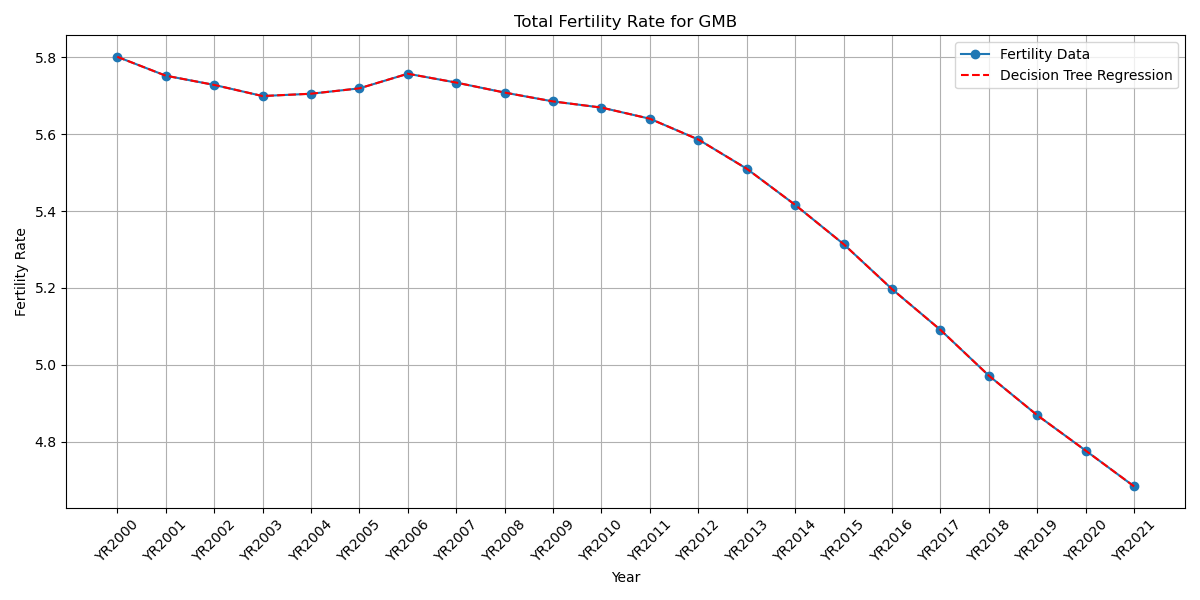 Total Fertility Rate for GMB
Fertility Data
Decision Tree Regression
Fertility Rate
5.8
5.6
5.4
5.2
5.0
4.8
YR2000
YR2001
YR2002
YR2003
YR2004
YR2005
YR2006
YR2007
YR2008
YR2009
YR2010
YR2011
YR2012
YR2013
YR2014
YR2015
YR2016
YR2017
YR2018
YR2019
YR2020
YR2021
Year